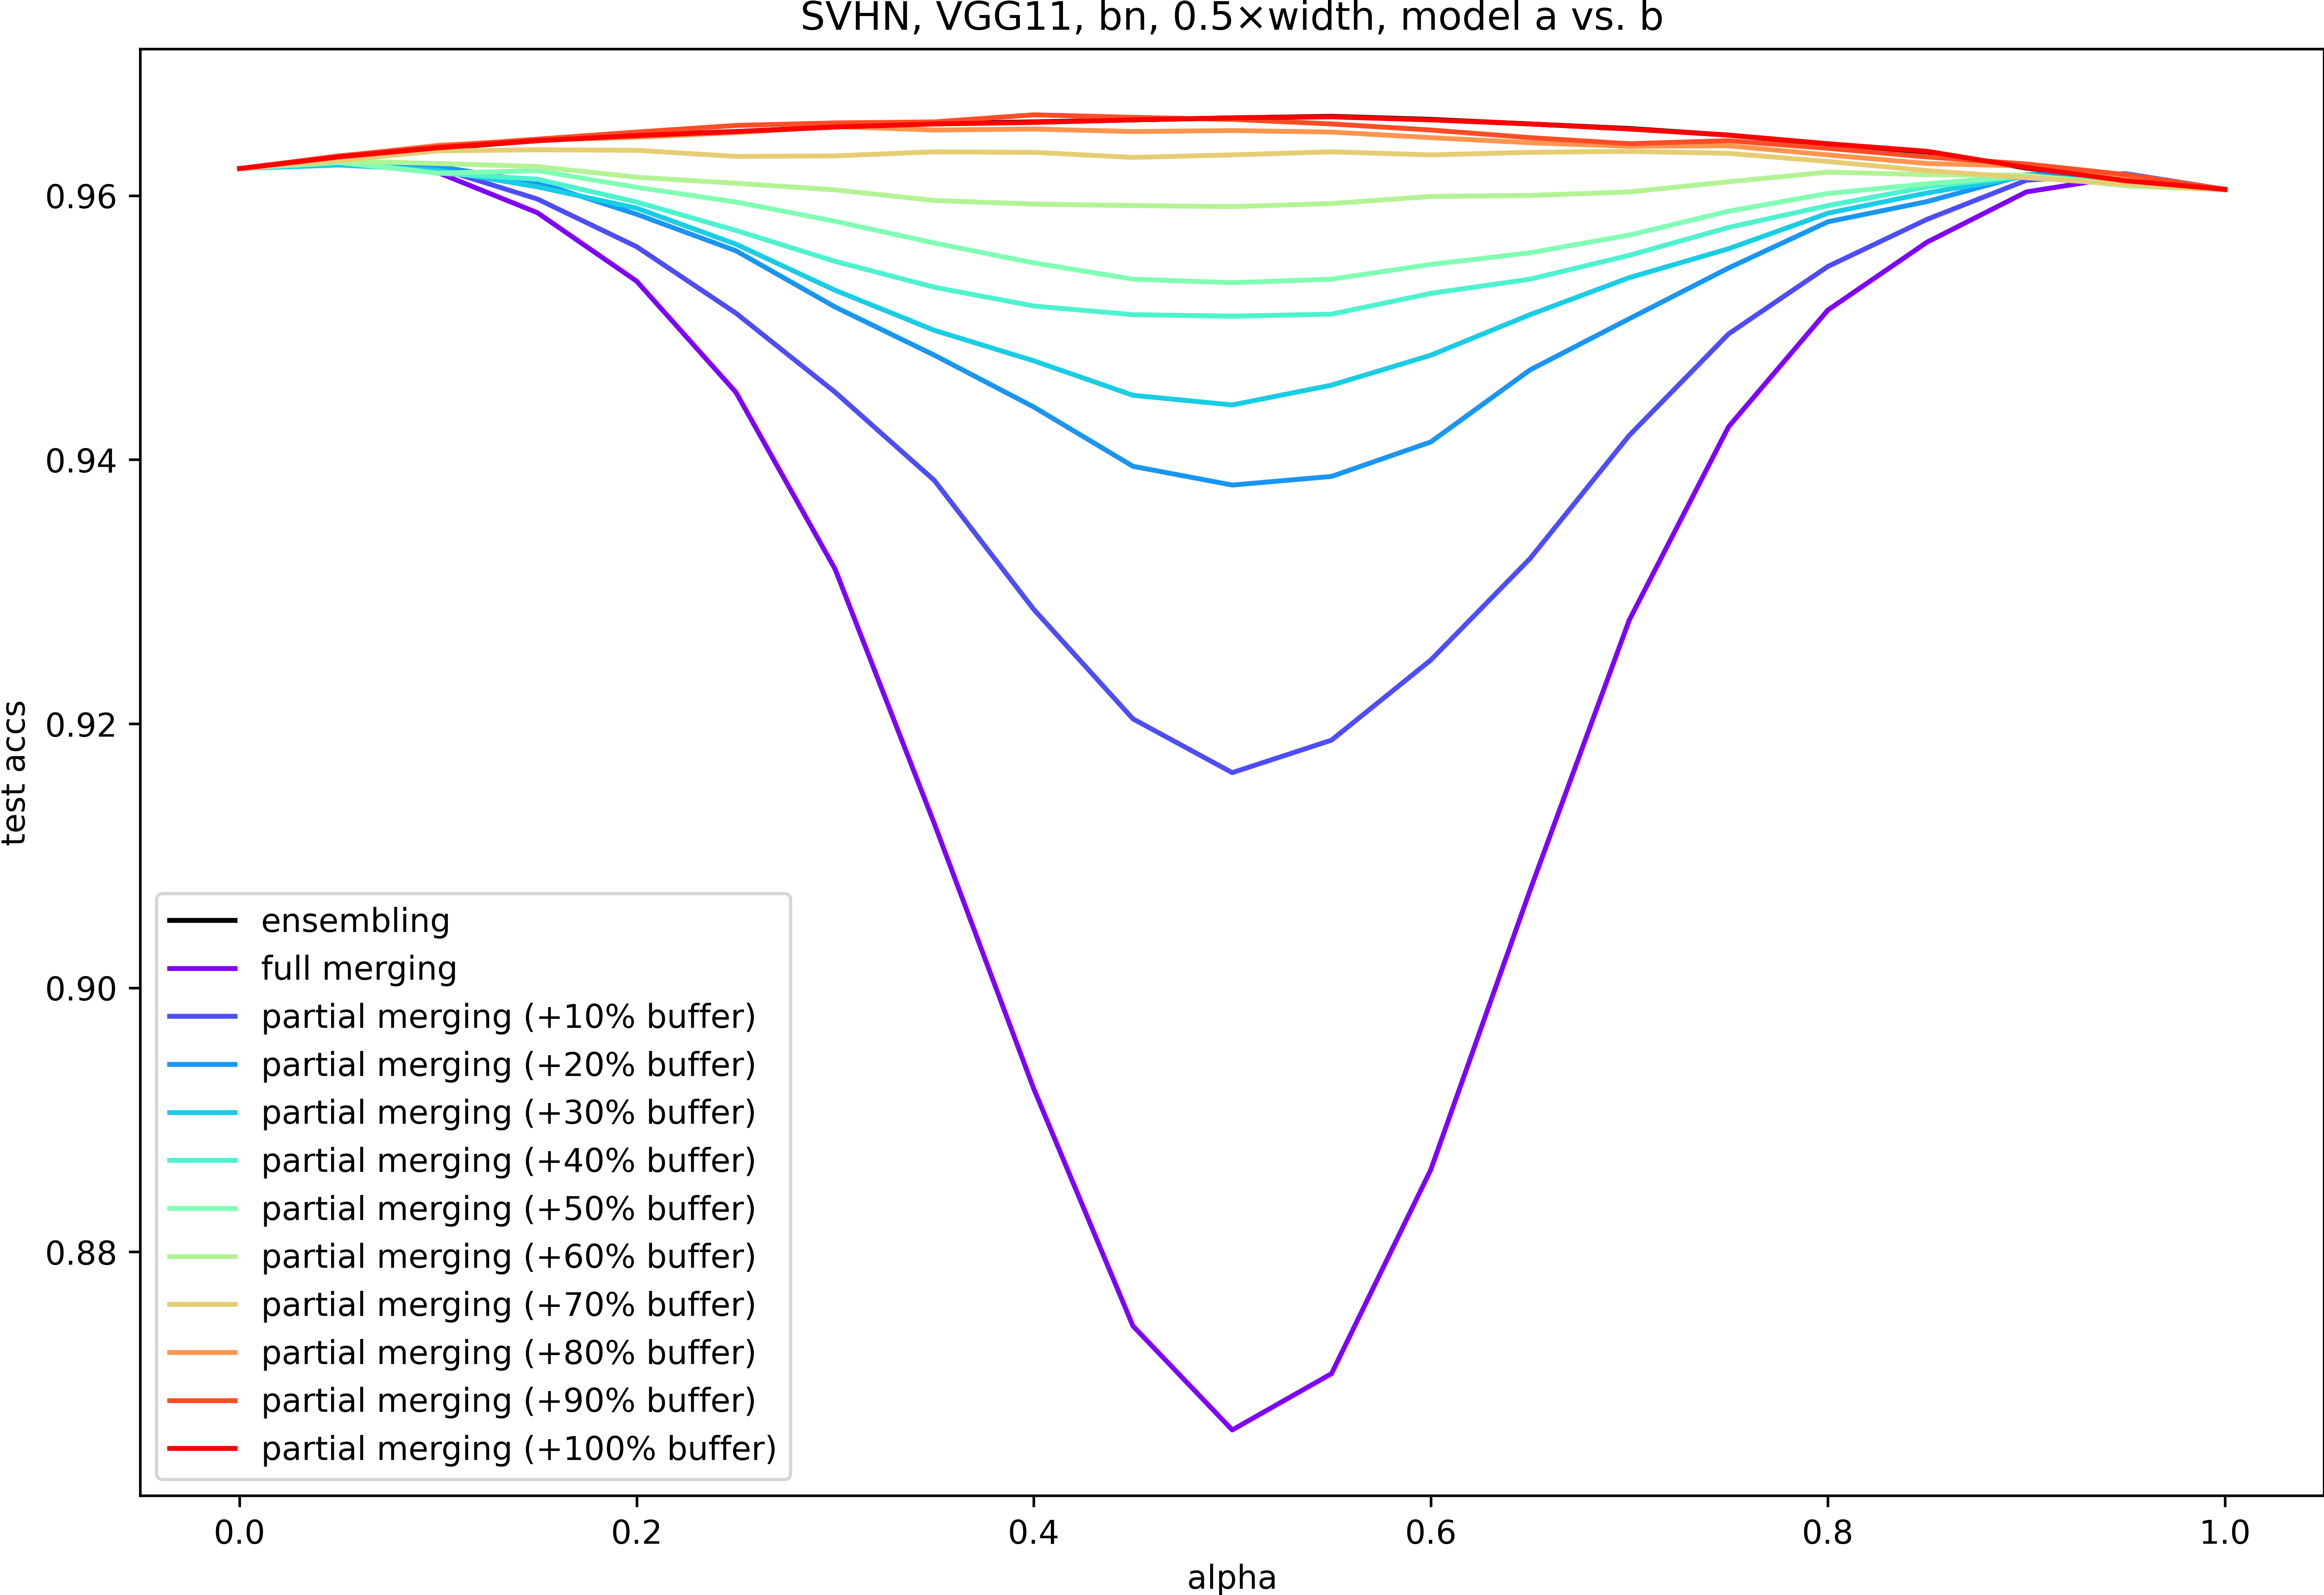 SVHN, VGG11, bn, 0.5×width, model a vs. b
0.96
0.94
0.92
0.90
0.88
test accs
ensembling
full merging
partial merging (+10% buffer)
partial merging (+20% buffer)
partial merging (+30% buffer)
partial merging (+40% buffer)
partial merging (+50% buffer)
partial merging (+60% buffer)
partial merging (+70% buffer)
partial merging (+80% buffer)
partial merging (+90% buffer)
partial merging (+100% buffer)
0.0 0.2 0.4 0.6 0.8 1.0
alpha